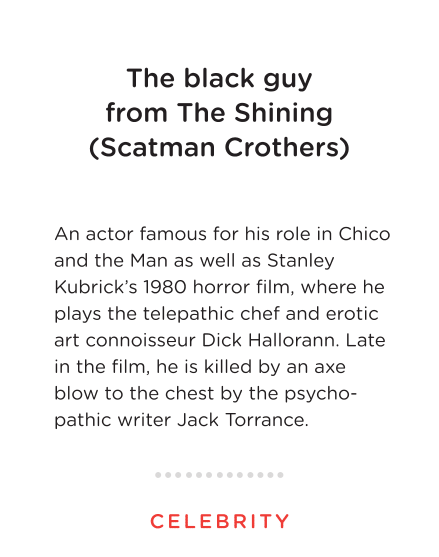 The black guy
from The Shining
(Scatman Crothers)
An actor famous for his role in Chico
and the Man as well as Stanley
Kubrick’s 1980 horror film, where he
plays the telepathic chef and erotic
art connoisseur Dick Hallorann. Late
in the film, he is killed by an axe
blow to the chest by the psycho-
pathic writer Jack Torrance.
CELEBRITY